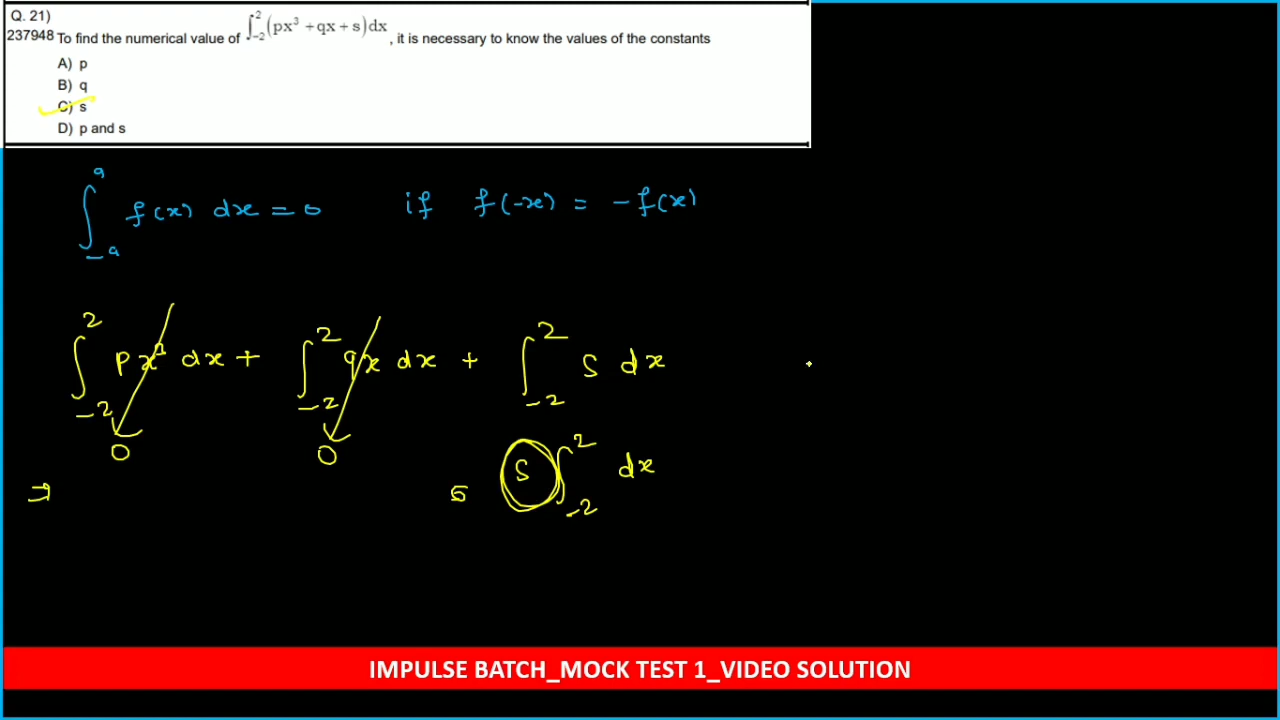 Q. 21)
237948 To find the numerical value of ∫₋₂² (px³ + qx + s)dx , it is necessary to know the values of the constants
A) p
B) q
C) s
D) p and s
∫₋ₐᵃ f(x) dx = 0 if f(-x) = -f(x)
∫₋₂² px³ dx + ∫₋₂² qx dx + ∫₋₂² s dx
0 0
⇒ s ∫₋₂² dx
IMPULSE BATCH_MOCK TEST 1_VIDEO SOLUTION